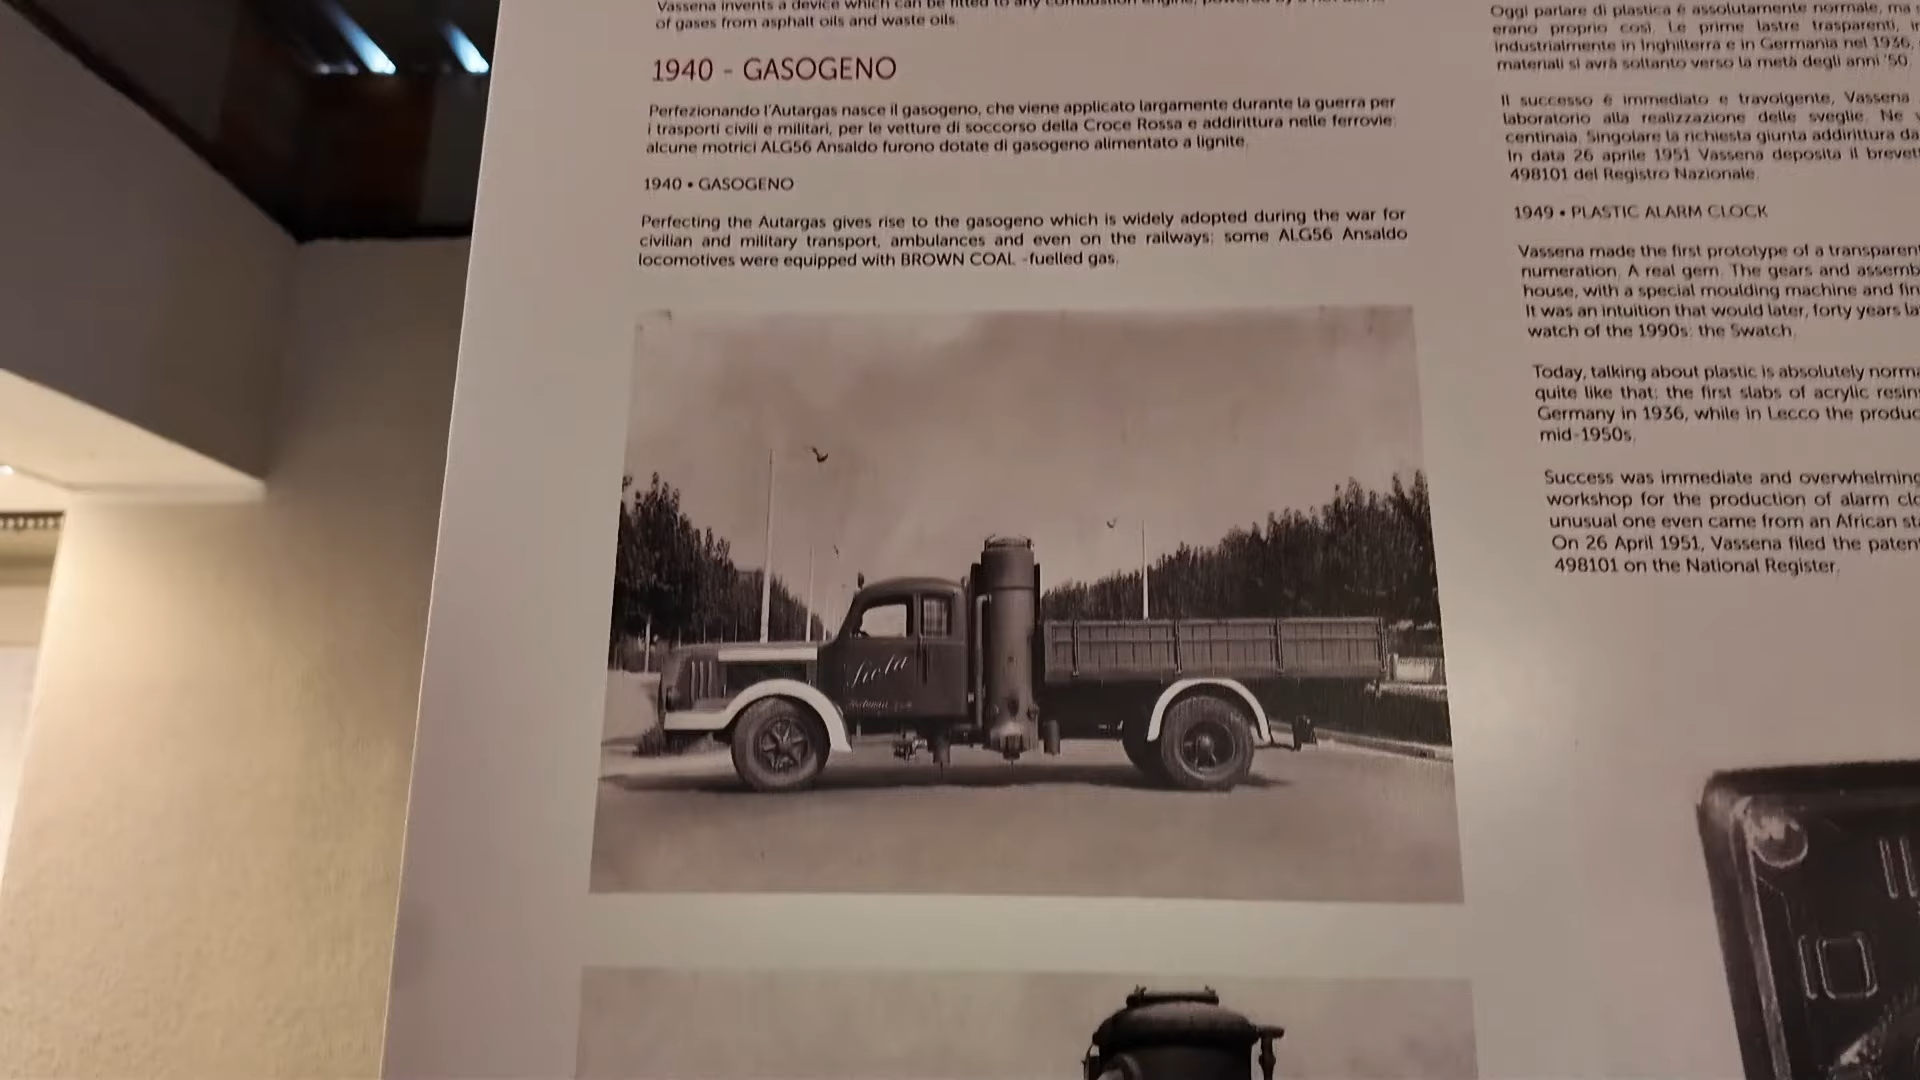 Vassena invents a device which can be fitted to any combustion engine, powered by a
of gases from asphalt oils and waste oils.
1940 - GASOGENO
Perfezionando l'Autargas nasce il gasogeno, che viene applicato largamente durante la guerra per
i trasporti civili e militari, per le vetture di soccorso della Croce Rossa e addirittura nelle ferrovie:
alcune motrici ALG56 Ansaldo furono dotate di gasogeno alimentato a lignite.
1940 • GASOGENO
Perfecting the Autargas gives rise to the gasogeno which is widely adopted during the war for
civilian and military transport, ambulances and even on the railways; some ALG56 Ansaldo
locomotives were equipped with BROWN COAL -fuelled gas.
Oggi parlare di plastica è assolutamente normale, ma
erano proprio così. Le prime lastre trasparenti,
industrialmente in Inghilterra e in Germania nel 1936,
materiali si avrà soltanto verso la metà degli anni '50.
Il successo è immediato e travolgente, Vassena
laboratorio alla realizzazione delle sveglie. Ne
centinaia. Singolare la richiesta giunta addirittura da
In data 26 aprile 1951 Vassena deposita il
498101 del Registro Nazionale.
1949 • PLASTIC ALARM CLOCK
Vassena made the first prototype of a transparent
numeration. A real gem. The gears and
house, with a special moulding machine and
It was an intuition that would later, forty years
watch of the 1990s: the Swatch.
Today, talking about plastic is absolutely
quite like that: the first slabs of acrylic
Germany in 1936, while in Lecco the
mid-1950s.
Success was immediate and overwhelming
workshop for the production of alarm
unusual one even came from an African
On 26 April 1951, Vassena filed the patent
498101 on the National Register.